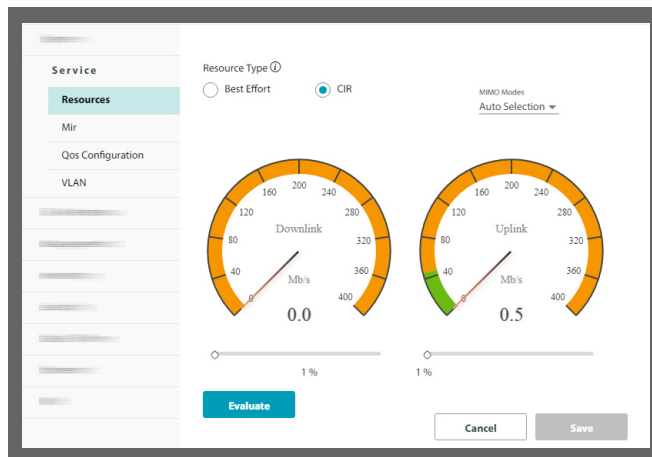 Service
Resources
Mir
Qos Configuration
VLAN
Resource Type
Best Effort
CIR
MIMO Modes
Auto Selection
0
40
80
120
160
200
240
280
320
360
400
Downlink
Mb/s
0.0
1 %
0
40
80
120
160
200
240
280
320
360
400
Uplink
Mb/s
0.5
1 %
Evaluate
Cancel
Save